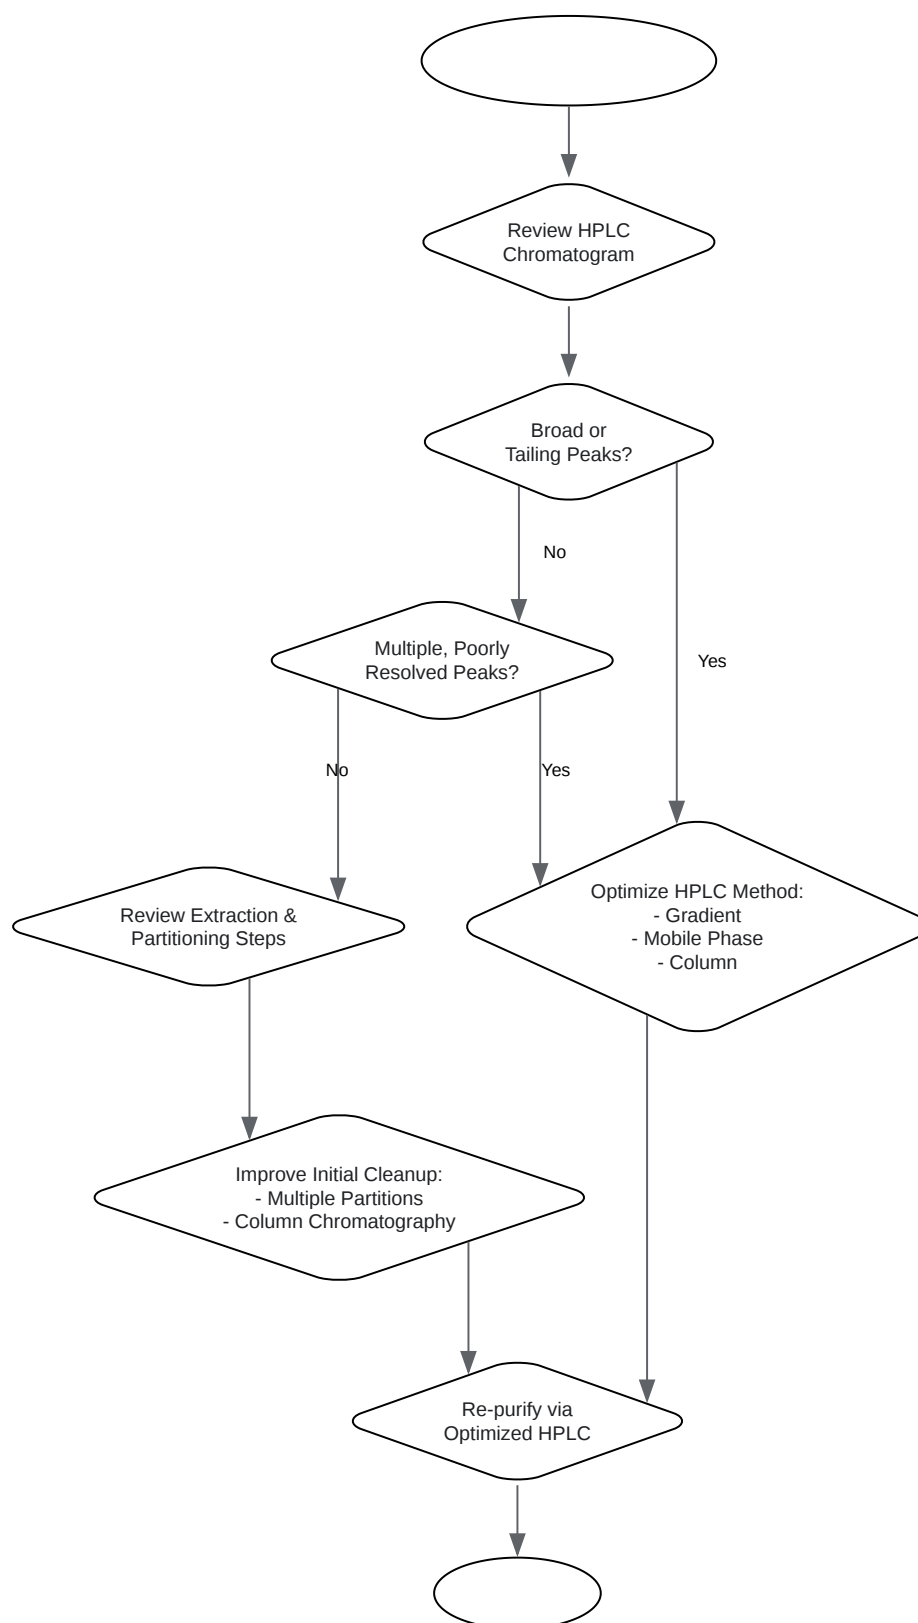 Review HPLC
Chromatogram
Broad or
Tailing Peaks?
No
Multiple, Poorly
Resolved Peaks?
Yes
No
Yes
Optimize HPLC Method:
- Gradient
- Mobile Phase
- Column
Review Extraction &
Partitioning Steps
Improve Initial Cleanup:
- Multiple Partitions
- Column Chromatography
Re-purify via
Optimized HPLC